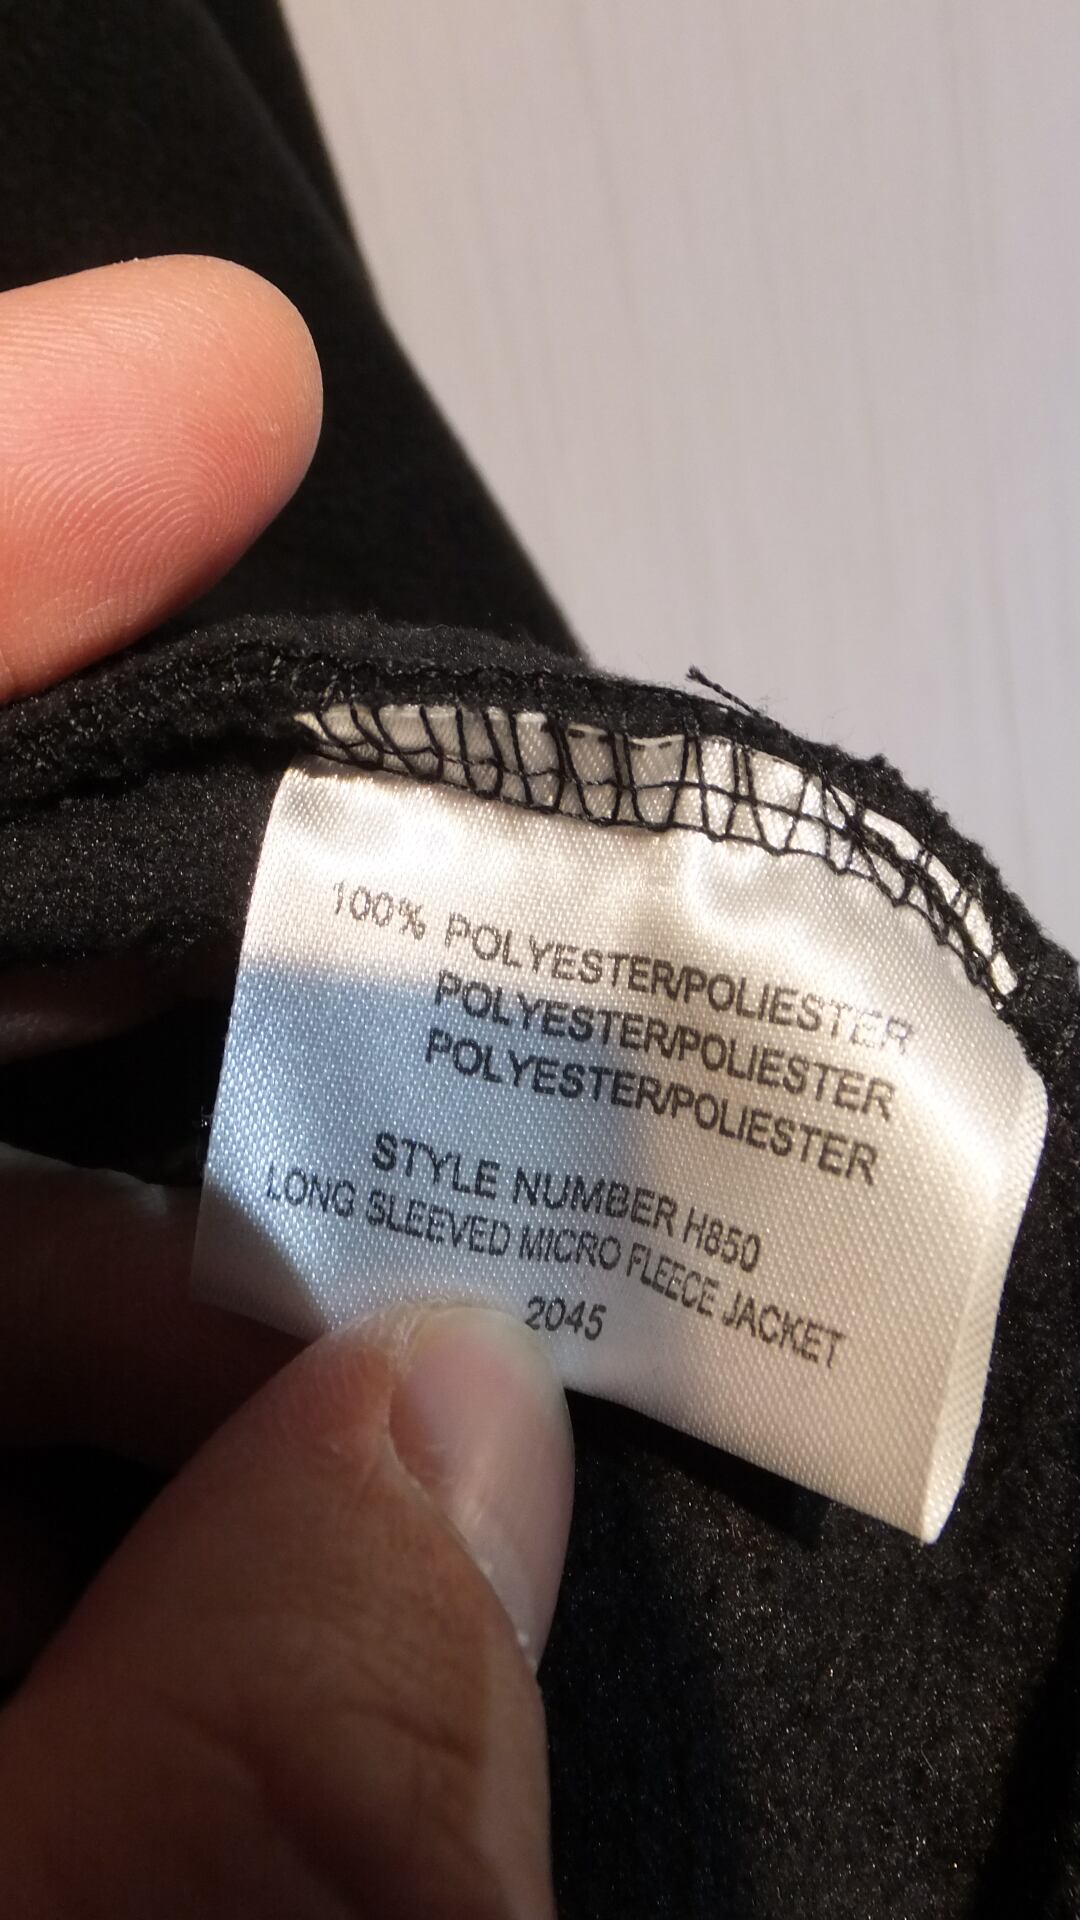 100% POLYESTER/POLIESTER
POLYESTER/POLIESTER
POLYESTER/POLIESTER
STYLE NUMBER H850
LONG SLEEVED MICRO FLEECE JACKET
2045